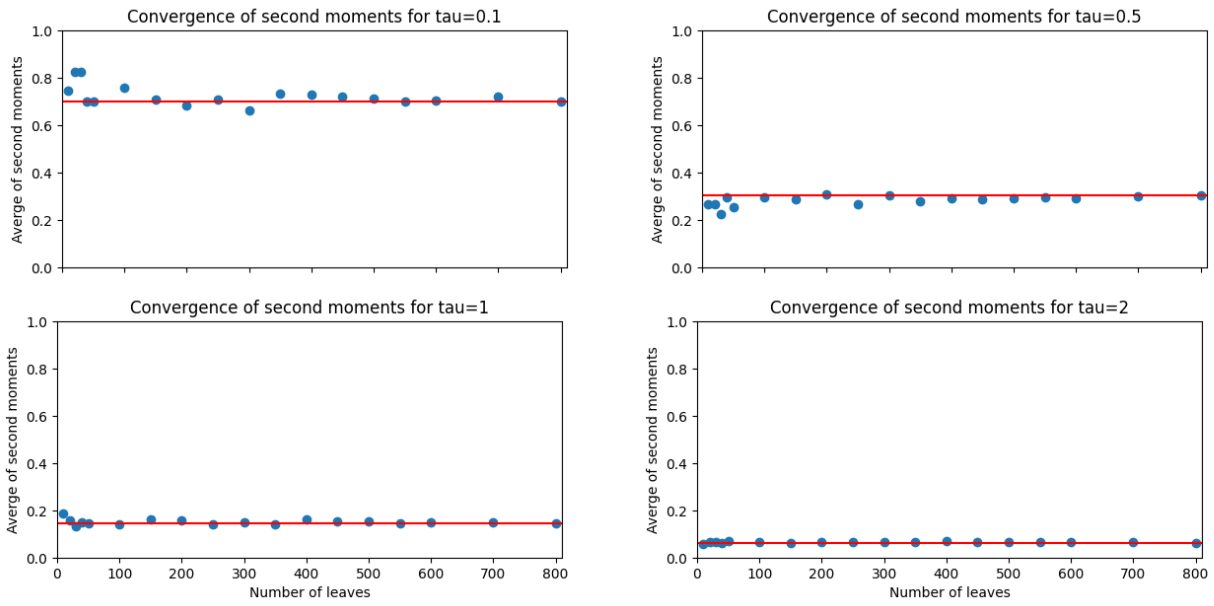 Convergence of second moments for tau=0.1
Averge of second moments
1.0
0.8
0.6
0.4
0.2
0.0
Convergence of second moments for tau=0.5
Averge of second moments
1.0
0.8
0.6
0.4
0.2
0.0
Convergence of second moments for tau=1
Averge of second moments
1.0
0.8
0.6
0.4
0.2
0.0
0 100 200 300 400 500 600 700 800
Number of leaves
Convergence of second moments for tau=2
Averge of second moments
1.0
0.8
0.6
0.4
0.2
0.0
0 100 200 300 400 500 600 700 800
Number of leaves